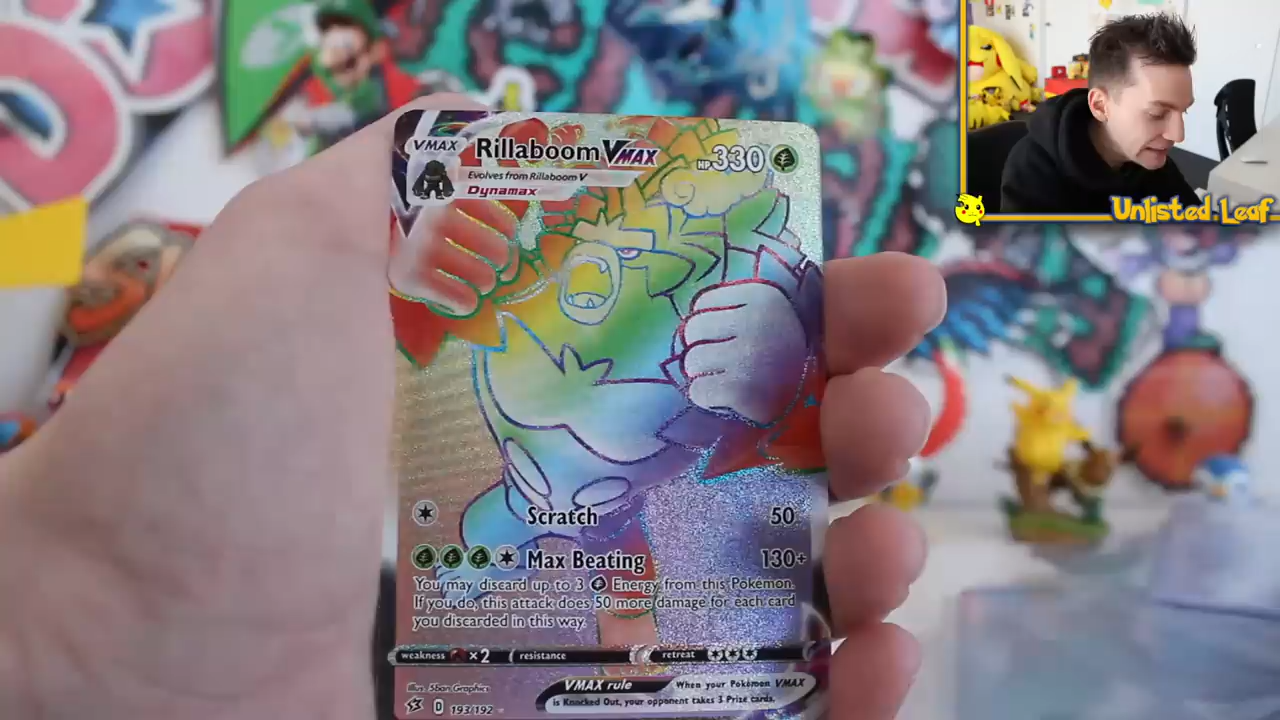 VMAX
Rillaboom VMAX
HP 330
Evolves from Rillaboom V
Dynamax
Unlisted Leaf
Scratch 50
Max Beating 130+
You may discard up to 3 Energy from this Pokémon.
If you do, this attack does 50 more damage for each card
you discarded in this way.
weakness ×2 resistance retreat
Illus. 5ban Graphics
VMAX rule When your Pokémon VMAX
is Knocked Out, your opponent takes 3 Prize cards.
D 193/192